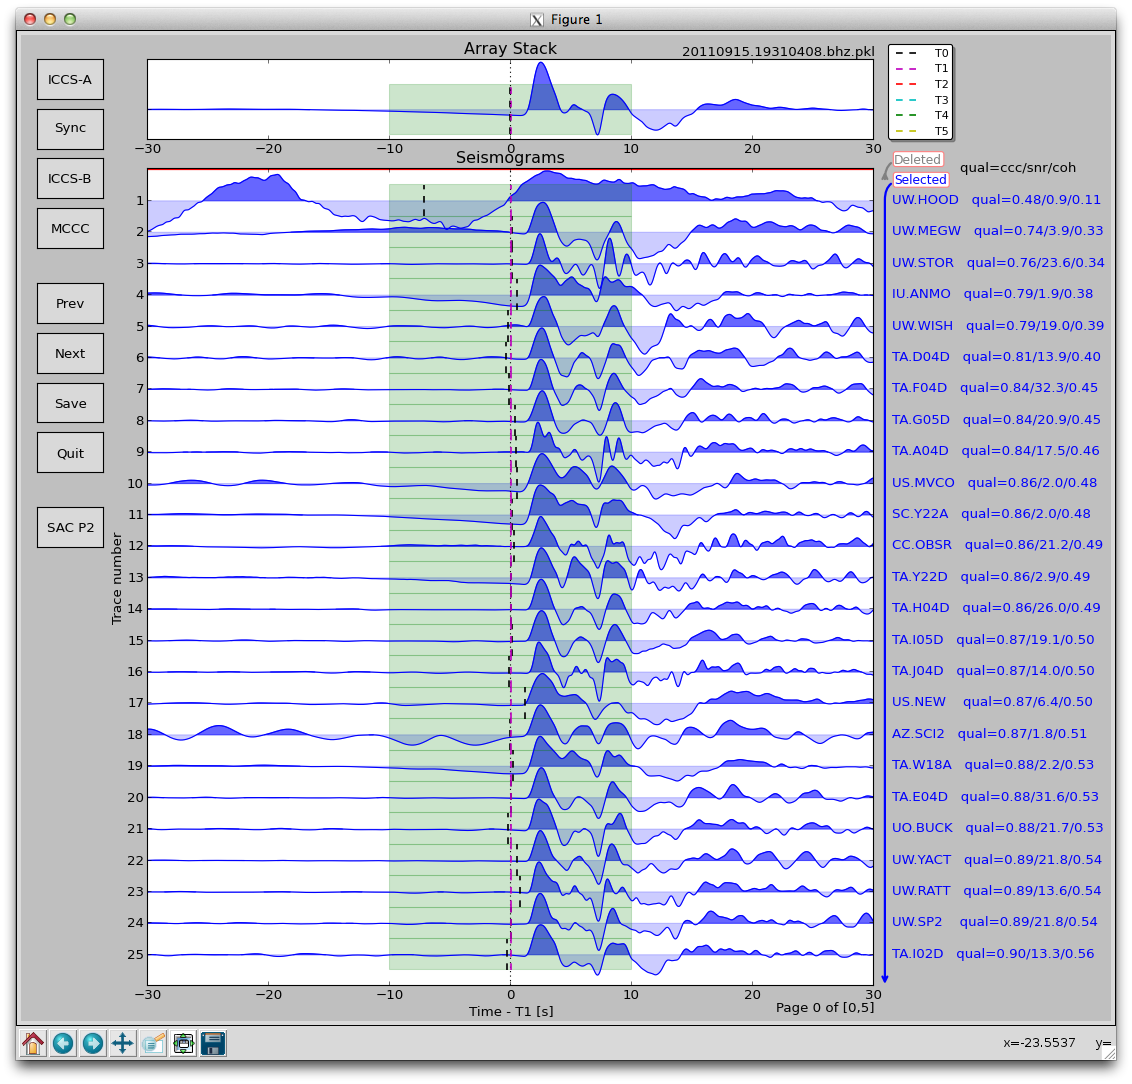 Figure 1
Array Stack
20110915.19310408.bhz.pkl
ICCS-A
Sync
ICCS-B
MCCC
Prev
Next
Save
Quit
SAC P2
T0
T1
T2
T3
T4
T5
−30 −20 −10 0 10 20 30
Seismograms
Deleted
Selected
qual=ccc/snr/coh
1 UW.HOOD qual=0.48/0.9/0.11
2 UW.MEGW qual=0.74/3.9/0.33
3 UW.STOR qual=0.76/23.6/0.34
4 IU.ANMO qual=0.79/1.9/0.38
5 UW.WISH qual=0.79/19.0/0.39
6 TA.D04D qual=0.81/13.9/0.40
7 TA.F04D qual=0.84/32.3/0.45
8 TA.G05D qual=0.84/20.9/0.45
9 TA.A04D qual=0.84/17.5/0.46
10 US.MVCO qual=0.86/2.0/0.48
11 SC.Y22A qual=0.86/2.0/0.48
12 CC.OBSR qual=0.86/21.2/0.49
13 TA.Y22D qual=0.86/2.9/0.49
14 TA.H04D qual=0.86/26.0/0.49
15 TA.I05D qual=0.87/19.1/0.50
16 TA.J04D qual=0.87/14.0/0.50
17 US.NEW qual=0.87/6.4/0.50
18 AZ.SCI2 qual=0.87/1.8/0.51
19 TA.W18A qual=0.88/2.2/0.53
20 TA.E04D qual=0.88/31.6/0.53
21 UO.BUCK qual=0.88/21.7/0.53
22 UW.YACT qual=0.89/21.8/0.54
23 UW.RATT qual=0.89/13.6/0.54
24 UW.SP2 qual=0.89/21.8/0.54
25 TA.I02D qual=0.90/13.3/0.56
Trace number
−30 −20 −10 0 10 20 30
Time - T1 [s]
Page 0 of [0,5]
x=-23.5537 y=